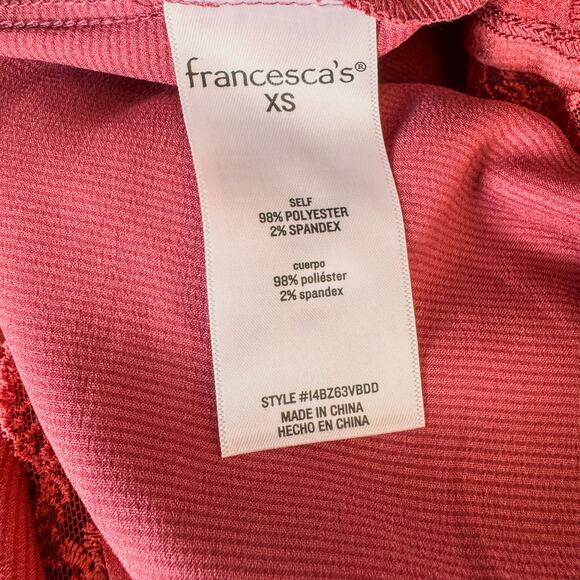 francesca's®
XS
SELF
98% POLYESTER
2% SPANDEX
cuerpo
98% poliéster
2% spandex
STYLE #I4BZ63VBDD
MADE IN CHINA
HECHO EN CHINA